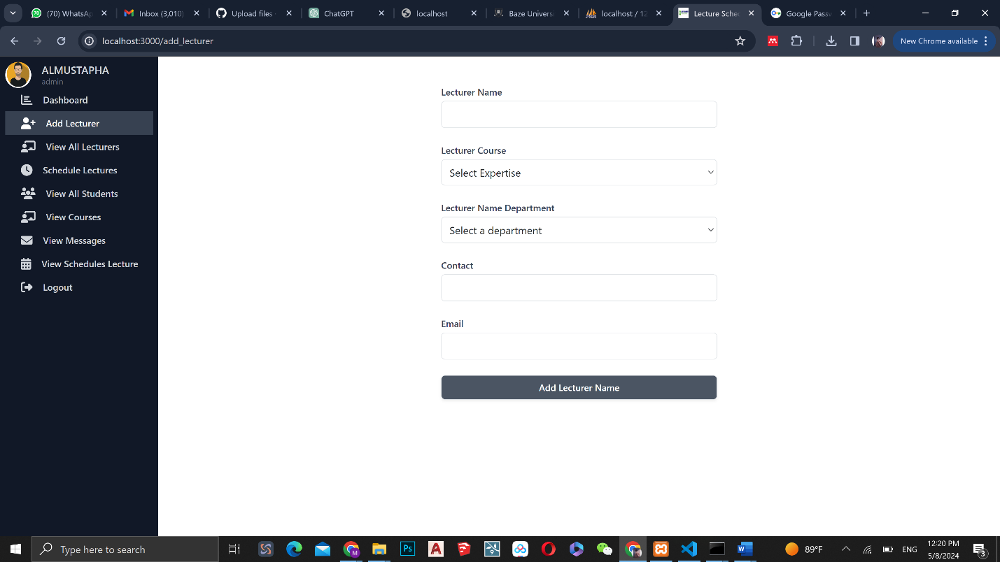 (70) WhatsAp
Inbox (3,010)
Upload files
ChatGPT
localhost
Baze Universi
localhost / 12
Lecture Sched
Google Passw
localhost:3000/add_lecturer
New Chrome available
ALMUSTAPHA
admin
Dashboard
Add Lecturer
View All Lecturers
Schedule Lectures
View All Students
View Courses
View Messages
View Schedules Lecture
Logout
Lecturer Name
Lecturer Course
Select Expertise
Lecturer Name Department
Select a department
Contact
Email
Add Lecturer Name
Type here to search
Ps
89°F
ENG
12:20 PM
5/8/2024
3